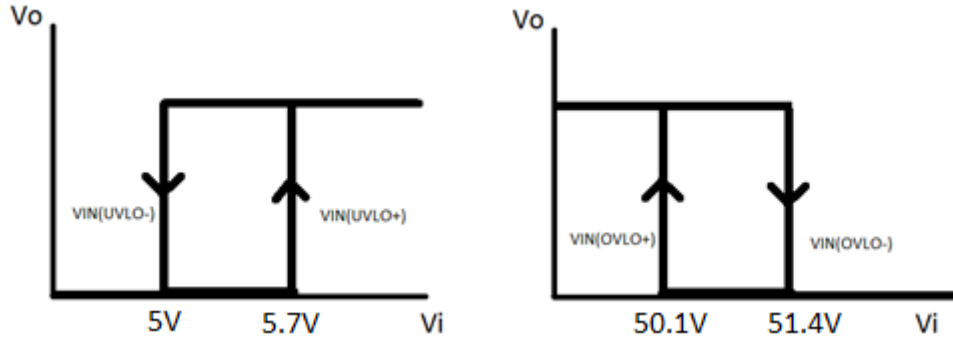 Vo
VIN(UVLO-)
VIN(UVLO+)
5V
5.7V
Vi
Vo
VIN(OVLO+)
VIN(OVLO-)
50.1V
51.4V
Vi